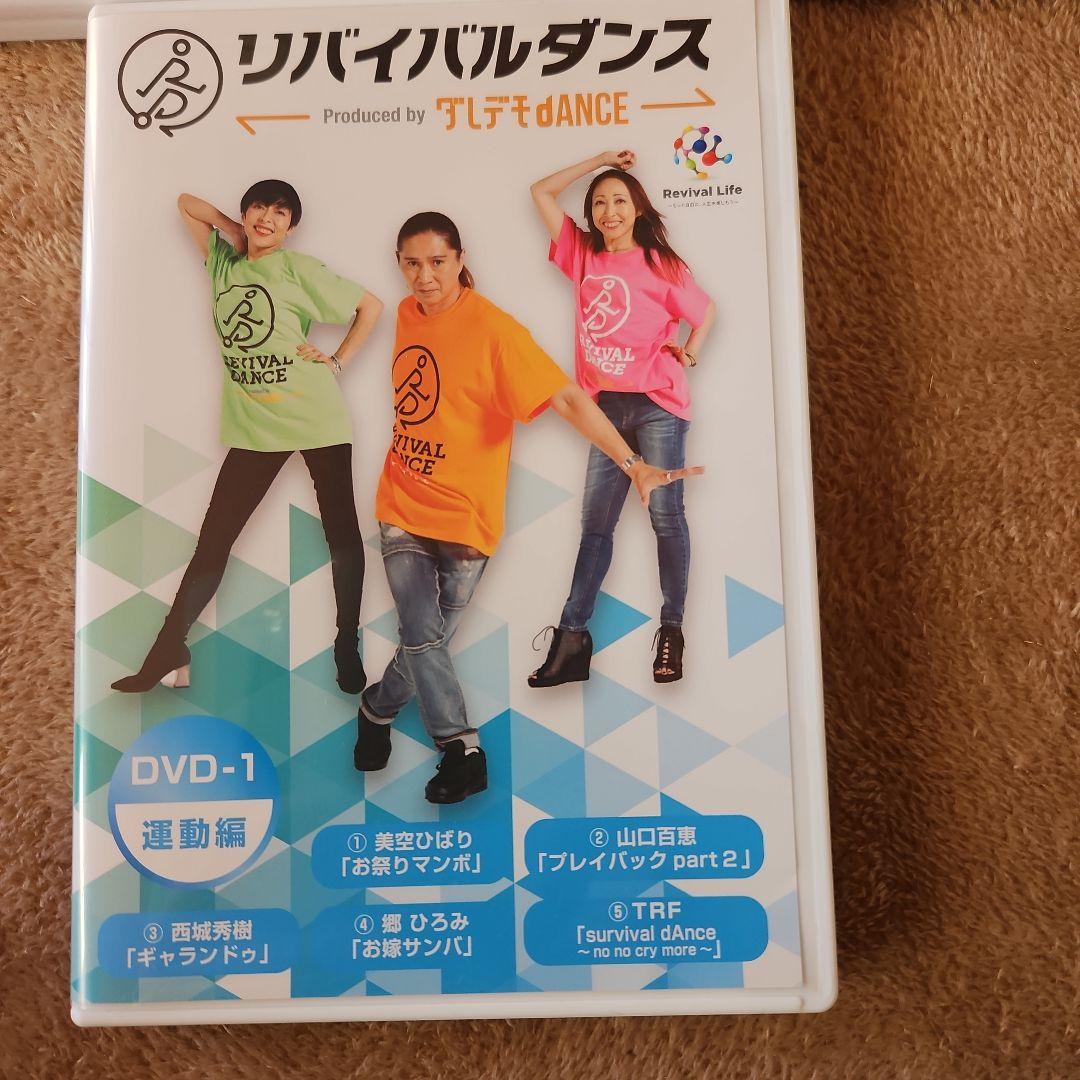 リバイバルダンス
Produced by ダレデモdANCE
Revival Life
REVIVAL
DANCE
REVIVAL
DANCE
REVIVAL
DANCE
DVD-1
運動編
① 美空ひばり
「お祭りマンボ」
② 山口百恵
「プレイバック part 2」
③ 西城秀樹
「ギャランドゥ」
④ 郷 ひろみ
「お嫁サンバ」
⑤ TRF
「survival dAnce
～ no no cry more ～」